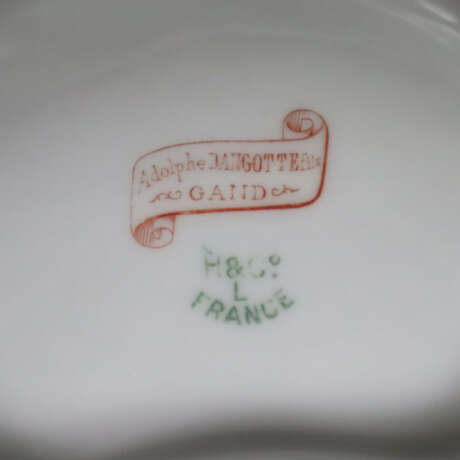 Adolphe DANGOTTE fils
GAND
H & Cº
L
FRANCE